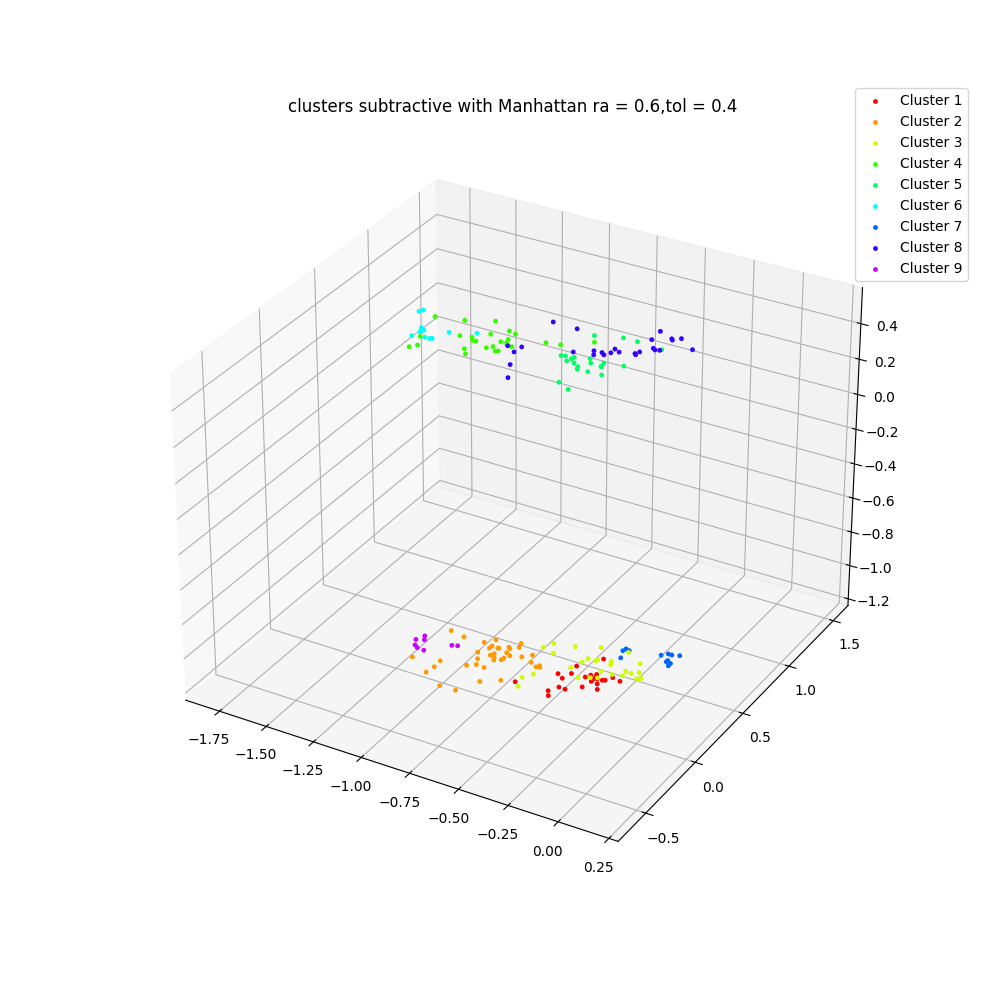 clusters subtractive with Manhattan ra = 0.6,tol = 0.4
Cluster 1
Cluster 2
Cluster 3
Cluster 4
Cluster 5
Cluster 6
Cluster 7
Cluster 8
Cluster 9
0.4
0.2
0.0
−0.2
−0.4
−0.6
−0.8
−1.0
−1.2
1.5
1.0
0.5
0.0
−0.5
−1.75
−1.50
−1.25
−1.00
−0.75
−0.50
−0.25
0.00
0.25